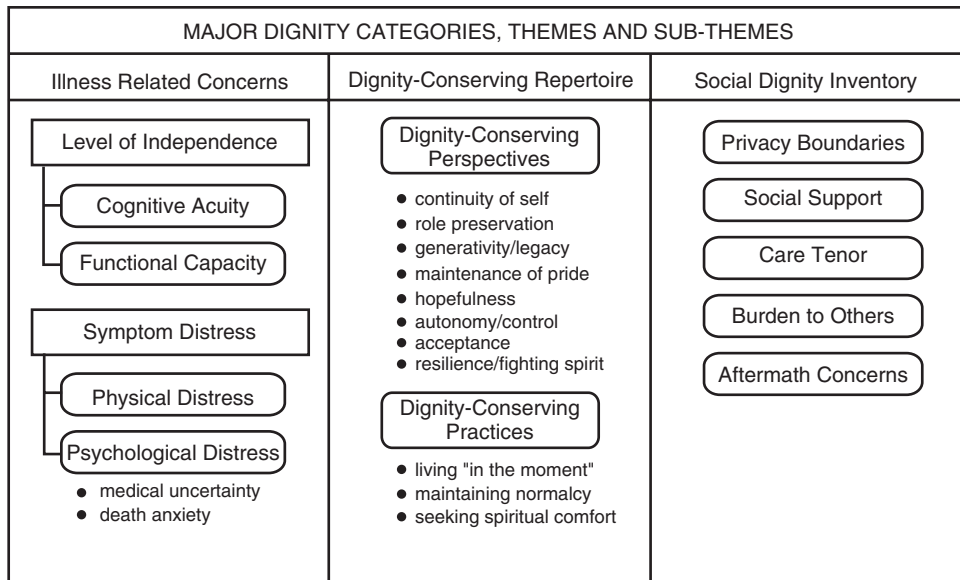 MAJOR DIGNITY CATEGORIES, THEMES AND SUB-THEMES
Illness Related Concerns
Level of Independence
Cognitive Acuity
Functional Capacity
Symptom Distress
Physical Distress
Psychological Distress
• medical uncertainty
• death anxiety
Dignity-Conserving Repertoire
Dignity-Conserving
Perspectives
• continuity of self
• role preservation
• generativity/legacy
• maintenance of pride
• hopefulness
• autonomy/control
• acceptance
• resilience/fighting spirit
Dignity-Conserving
Practices
• living "in the moment"
• maintaining normalcy
• seeking spiritual comfort
Social Dignity Inventory
Privacy Boundaries
Social Support
Care Tenor
Burden to Others
Aftermath Concerns